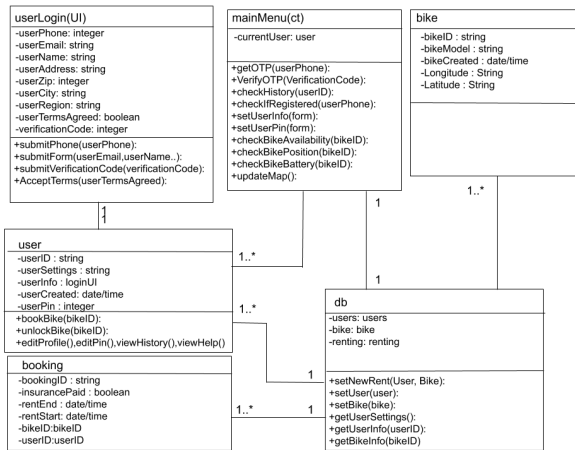 userLogin(UI)
-userPhone: integer
-userEmail: string
-userName: string
-userAddress: string
-userZip: integer
-userCity: string
-userRegion: string
-userTermsAgreed: boolean
-verificationCode: integer
+submitPhone(userPhone):
+submitForm(userEmail,userName..):
+submitVerificationCode(verificationCode):
+AcceptTerms(userTermsAgreed):
mainMenu(ct)
-currentUser: user
+getOTP(userPhone):
+VerifyOTP(VerificationCode):
+checkHistory(userID):
+checkIfRegistered(userPhone):
+setUserInfo(form):
+setUserPin(form):
+checkBikeAvailability(bikeID):
+checkBikePosition(bikeID):
+checkBikeBattery(bikeID):
+updateMap():
bike
-bikeID : string
-bikeModel : string
-bikeCreated : date/time
-Longitude : String
-Latitude : String
1..*
1
1
1
user
-userID : string
-userSettings : string
-userInfo : loginUI
-userCreated: date/time
-userPin : integer
+bookBike(bikeID):
+unlockBike(bikeID):
+editProfile(),editPin(),viewHistory(),viewHelp()
1..*
1..*
1
1
db
-users: users
-bike: bike
-renting: renting
+setNewRent(User, Bike):
+setUser(user):
+setBike(bike):
+getUserSettings():
+getUserInfo(userID):
+getBikeInfo(bikeID)
booking
-bookingID : string
-insurancePaid : boolean
-rentEnd : date/time
-rentStart: date/time
-bikeID:bikeID
-userID:userID
1..*
1